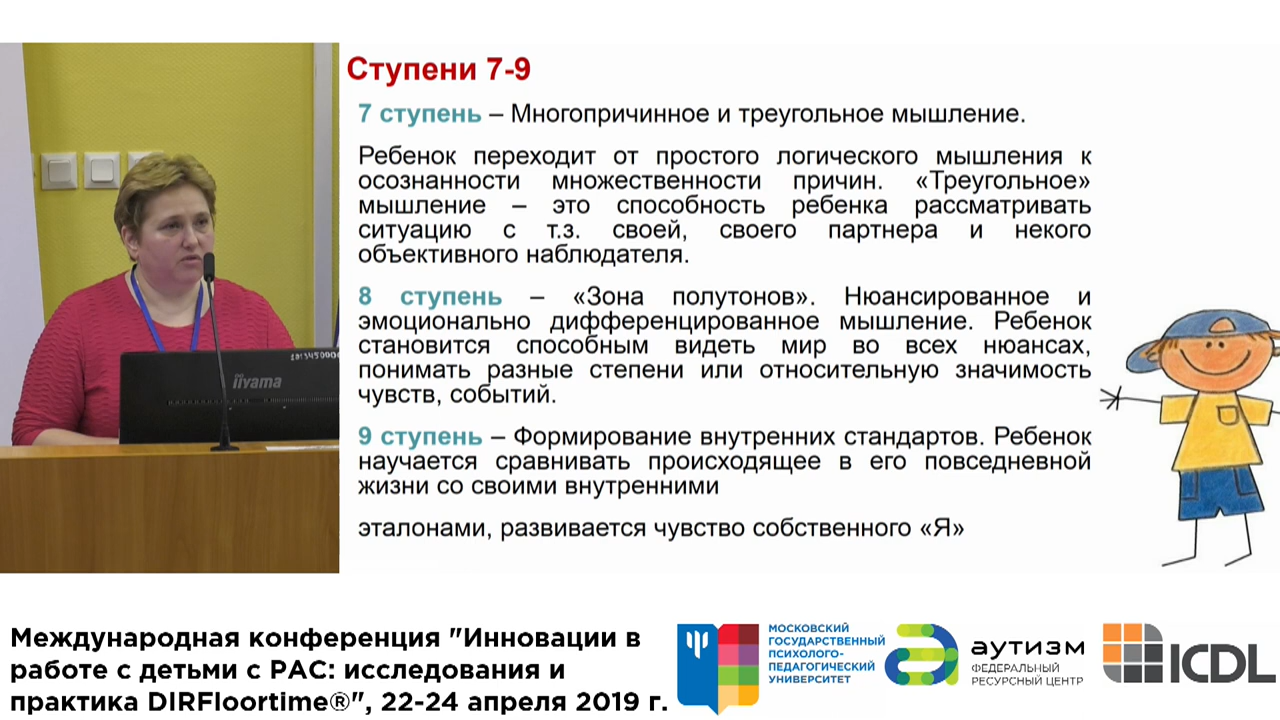 Ступени 7-9
7 ступень – Многопричинное и треугольное мышление.
Ребенок переходит от простого логического мышления к
осознанности множественности причин. «Треугольное»
мышление – это способность ребенка рассматривать
ситуацию с т.з. своей, своего партнера и некого
объективного наблюдателя.
8 ступень – «Зона полутонов». Нюансированное и
эмоционально дифференцированное мышление. Ребенок
становится способным видеть мир во всех нюансах,
понимать разные степени или относительную значимость
чувств, событий.
9 ступень – Формирование внутренних стандартов. Ребенок
научается сравнивать происходящее в его повседневной
жизни со своими внутренними
эталонами, развивается чувство собственного «Я»
iiyama
Международная конференция "Инновации в
работе с детьми с РАС: исследования и
практика DIRFloortime®", 22-24 апреля 2019 г.
МОСКОВСКИЙ
ГОСУДАРСТВЕННЫЙ
ПСИХОЛОГО-
ПЕДАГОГИЧЕСКИЙ
УНИВЕРСИТЕТ
аутизм
ФЕДЕРАЛЬНЫЙ
РЕСУРСНЫЙ ЦЕНТР
ICDL